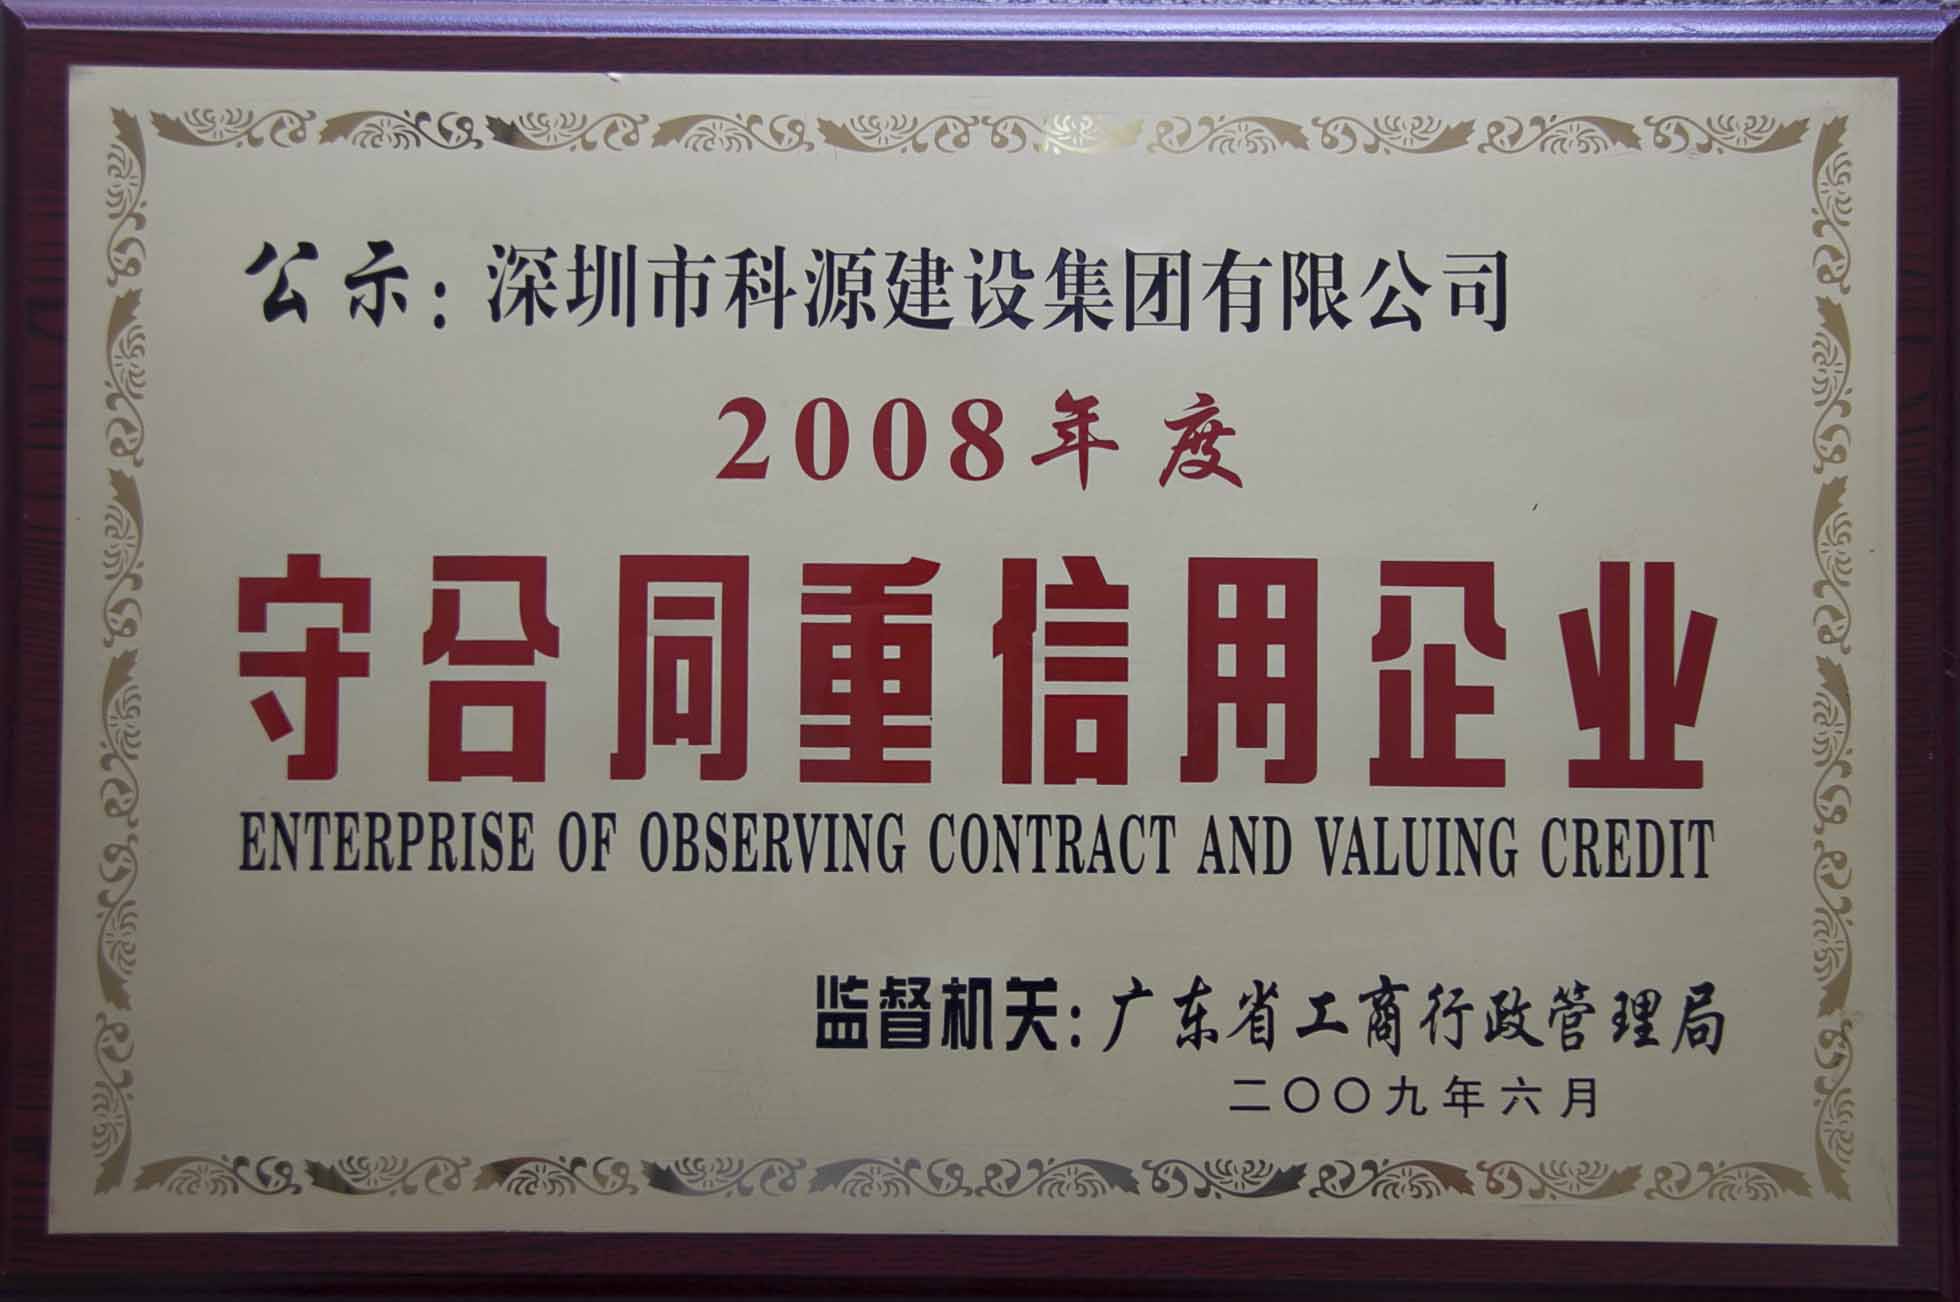 公示：深圳市科源建设集团有限公司
2008年度
守合同重信用企业
ENTERPRISE OF OBSERVING CONTRACT AND VALUING CREDIT
监督机关：广东省工商行政管理局
二〇〇九年六月